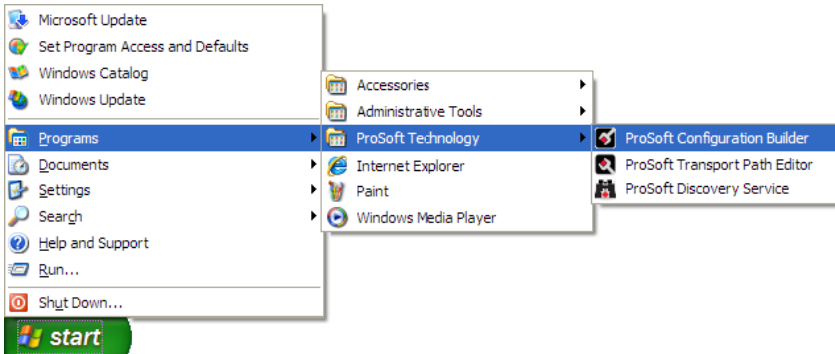 Microsoft Update
Set Program Access and Defaults
Windows Catalog
Windows Update
Programs
Documents
Settings
Search
Help and Support
Run...
Shut Down...
start
Accessories
Administrative Tools
ProSoft Technology
Internet Explorer
Paint
Windows Media Player
ProSoft Configuration Builder
ProSoft Transport Path Editor
ProSoft Discovery Service